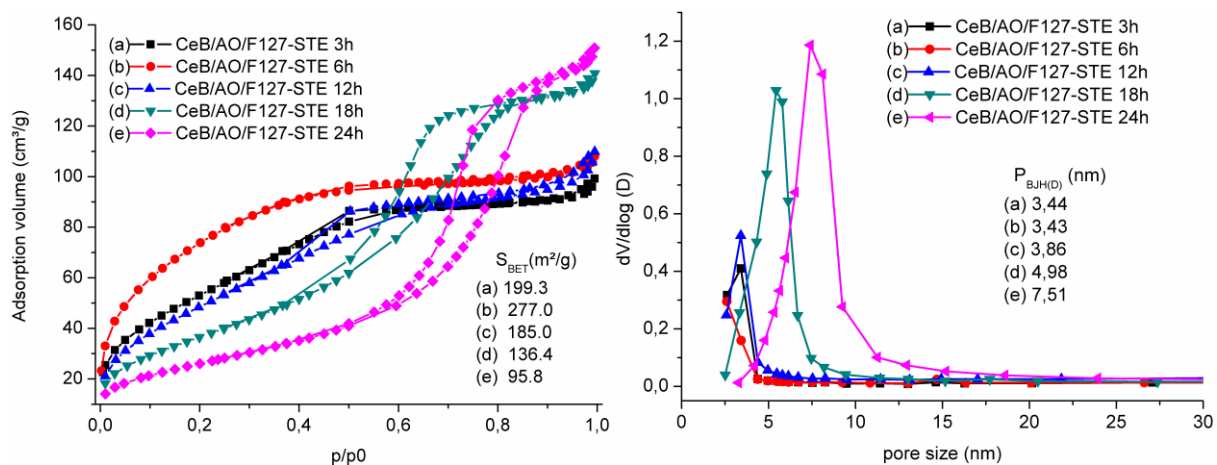 160
140
120
100
80
60
40
20
Adsorption volume (cm³/g)
(a) CeB/AO/F127-STE 3h
(b) CeB/AO/F127-STE 6h
(c) CeB/AO/F127-STE 12h
(d) CeB/AO/F127-STE 18h
(e) CeB/AO/F127-STE 24h
S_BET(m²/g)
(a) 199.3
(b) 277.0
(c) 185.0
(d) 136.4
(e) 95.8
0,0 0,2 0,4 0,6 0,8 1,0
p/p0
1,2
1,0
0,8
0,6
0,4
0,2
0,0
dV/dlog (D)
(a) CeB/AO/F127-STE 3h
(b) CeB/AO/F127-STE 6h
(c) CeB/AO/F127-STE 12h
(d) CeB/AO/F127-STE 18h
(e) CeB/AO/F127-STE 24h
P_BJH(D) (nm)
(a) 3,44
(b) 3,43
(c) 3,86
(d) 4,98
(e) 7,51
0 5 10 15 20 25 30
pore size (nm)